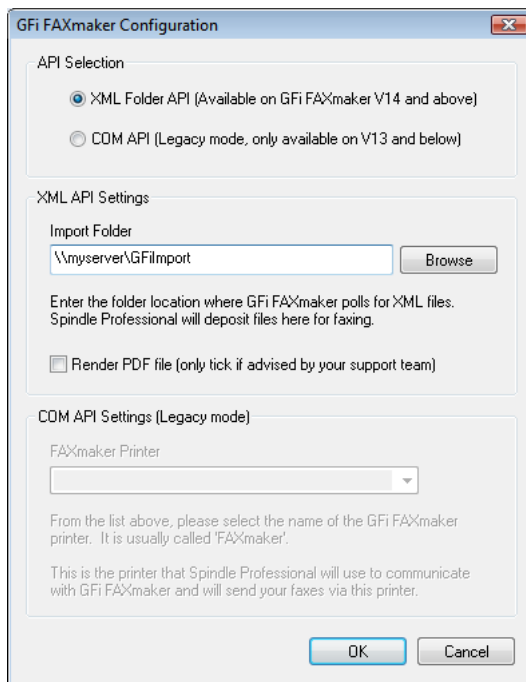 GFi FAXmaker Configuration
API Selection
XML Folder API (Available on GFi FAXmaker V14 and above)
COM API (Legacy mode, only available on V13 and below)
XML API Settings
Import Folder
\\myserver\GFiImport
Browse
Enter the folder location where GFi FAXmaker polls for XML files.
Spindle Professional will deposit files here for faxing.
Render PDF file (only tick if advised by your support team)
COM API Settings (Legacy mode)
FAXmaker Printer
From the list above, please select the name of the GFi FAXmaker
printer. It is usually called 'FAXmaker'.
This is the printer that Spindle Professional will use to communicate
with GFi FAXmaker and will send your faxes via this printer.
OK
Cancel